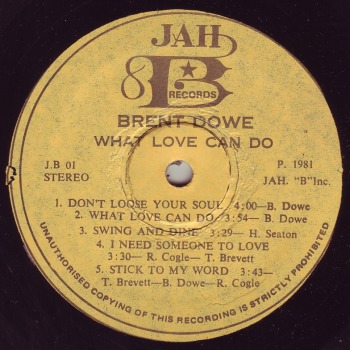 JAH
B
RECORDS
BRENT DOWE
WHAT LOVE CAN DO
J.B 01
STEREO
P. 1981
JAH. "B"Inc.
1. DON'T LOOSE YOUR SOUL 4:00— B. Dowe
2. WHAT LOVE CAN DO 3:54— B. Dowe
3. SWING AND DINE 3:29— H. Seaton
4. I NEED SOMEONE TO LOVE
3:30— R. Cogle— T. Brevett
5. STICK TO MY WORD 3:43—
T. Brevett—B. Dowe—R. Cogle
UNAUTHORISED COPYING OF THIS RECORDING IS STRICTLY PROHIBITED